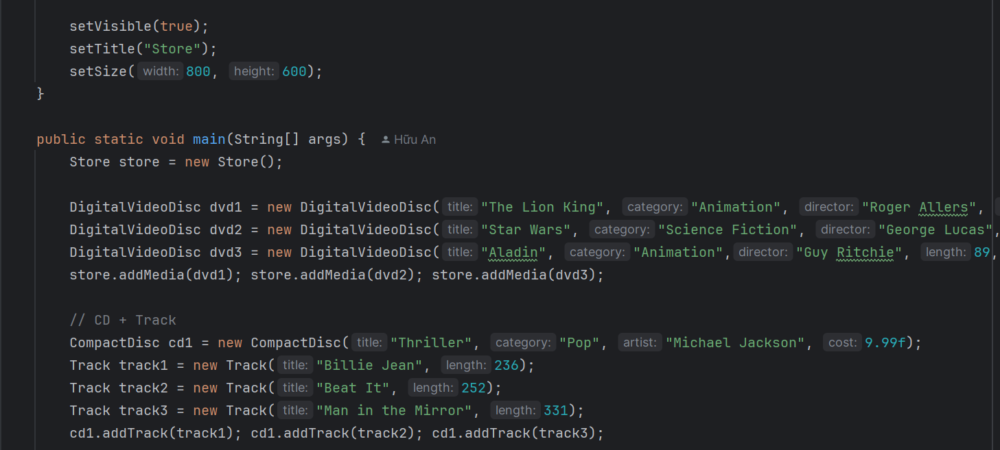 setVisible(true);
setTitle("Store");
setSize( width: 800, height: 600);
}
public static void main(String[] args) { Hữu An
Store store = new Store();
DigitalVideoDisc dvd1 = new DigitalVideoDisc( title: "The Lion King", category: "Animation", director: "Roger Allers",
DigitalVideoDisc dvd2 = new DigitalVideoDisc( title: "Star Wars", category: "Science Fiction", director: "George Lucas",
DigitalVideoDisc dvd3 = new DigitalVideoDisc( title: "Aladin", category: "Animation", director: "Guy Ritchie", length: 89,
store.addMedia(dvd1); store.addMedia(dvd2); store.addMedia(dvd3);
// CD + Track
CompactDisc cd1 = new CompactDisc( title: "Thriller", category: "Pop", artist: "Michael Jackson", cost: 9.99f);
Track track1 = new Track( title: "Billie Jean", length: 236);
Track track2 = new Track( title: "Beat It", length: 252);
Track track3 = new Track( title: "Man in the Mirror", length: 331);
cd1.addTrack(track1); cd1.addTrack(track2); cd1.addTrack(track3);